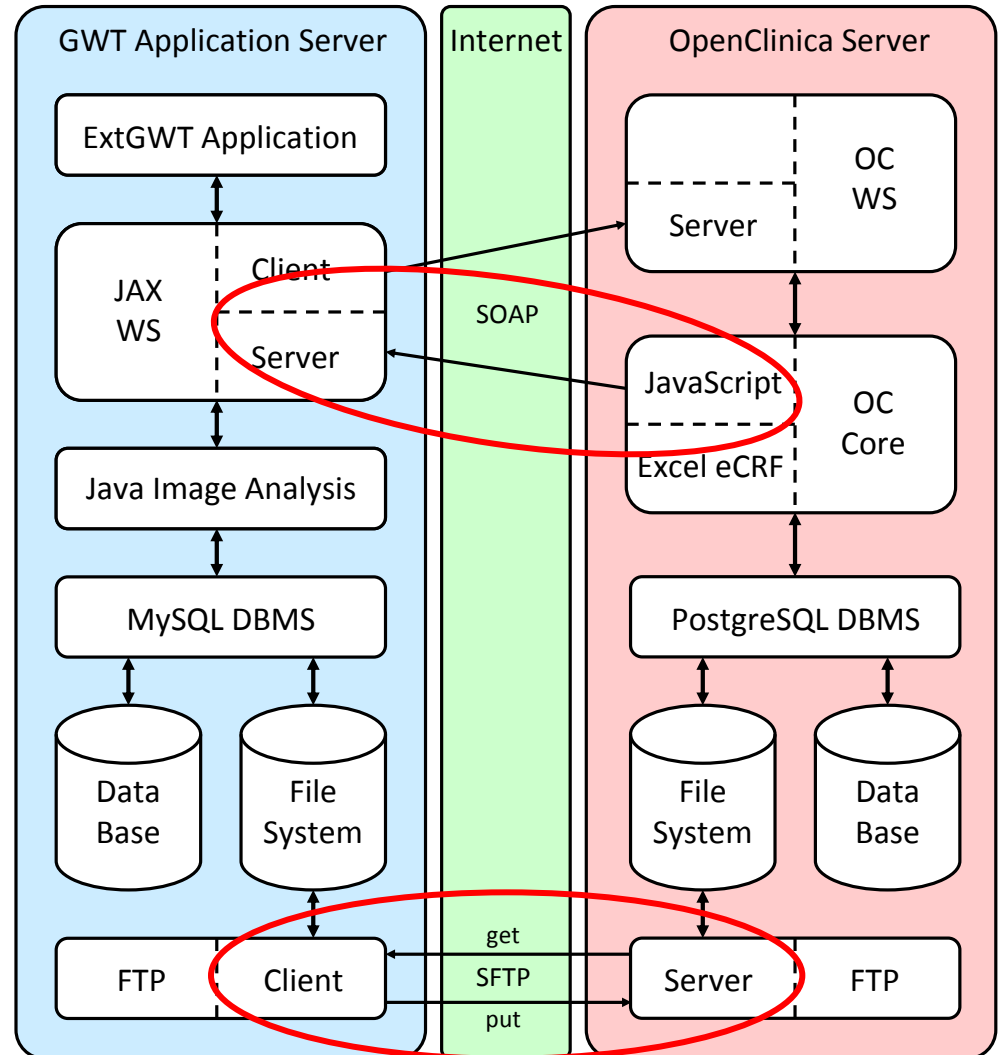 GWT Application Server
ExtGWT Application
JAX
WS
Client
Server
Java Image Analysis
MySQL DBMS
Data
Base
File
System
FTP
Client
Internet
SOAP
get
SFTP
put
OpenClinica Server
Server
OC
WS
JavaScript
Excel eCRF
OC
Core
PostgreSQL DBMS
File
System
Data
Base
Server
FTP